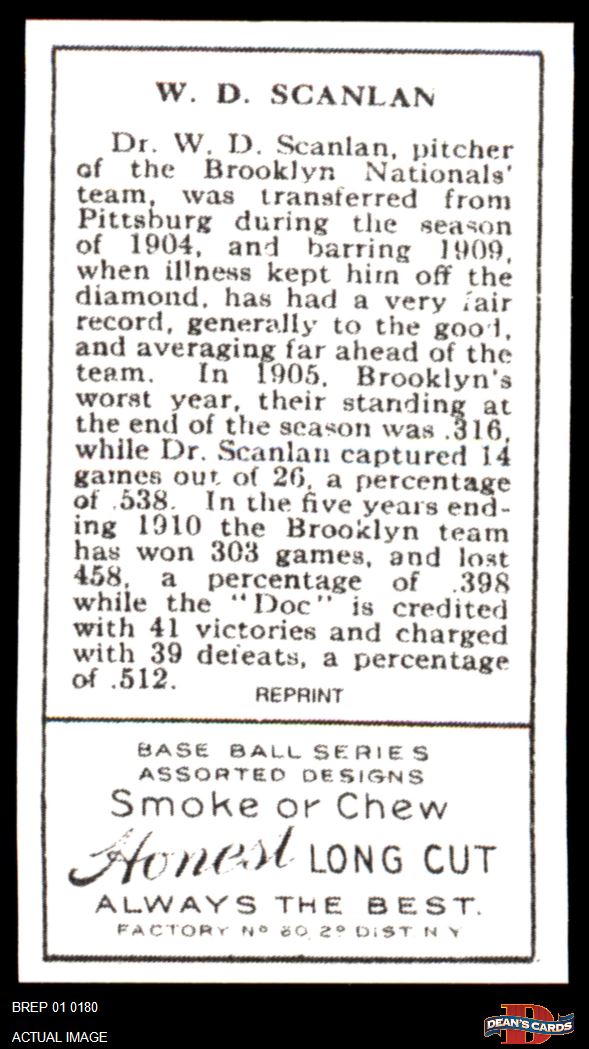 W. D. SCANLAN
Dr. W. D. Scanlan, pitcher
of the Brooklyn Nationals'
team, was transferred from
Pittsburg during the season
of 1904, and barring 1909,
when illness kept him off the
diamond, has had a very fair
record, generally to the good,
and averaging far ahead of the
team. In 1905, Brooklyn's
worst year, their standing at
the end of the season was .316,
while Dr. Scanlan captured 14
games out of 26, a percentage
of .538. In the five years end-
ing 1910 the Brooklyn team
has won 303 games, and lost
458, a percentage of .398
while the "Doc" is credited
with 41 victories and charged
with 39 defeats, a percentage
of .512.
REPRINT
BASE BALL SERIES
ASSORTED DESIGNS
Smoke or Chew
Honest LONG CUT
ALWAYS THE BEST.
FACTORY No 30, 2D DIST N Y
BREP 01 0180
ACTUAL IMAGE
D
DEAN'S CARDS